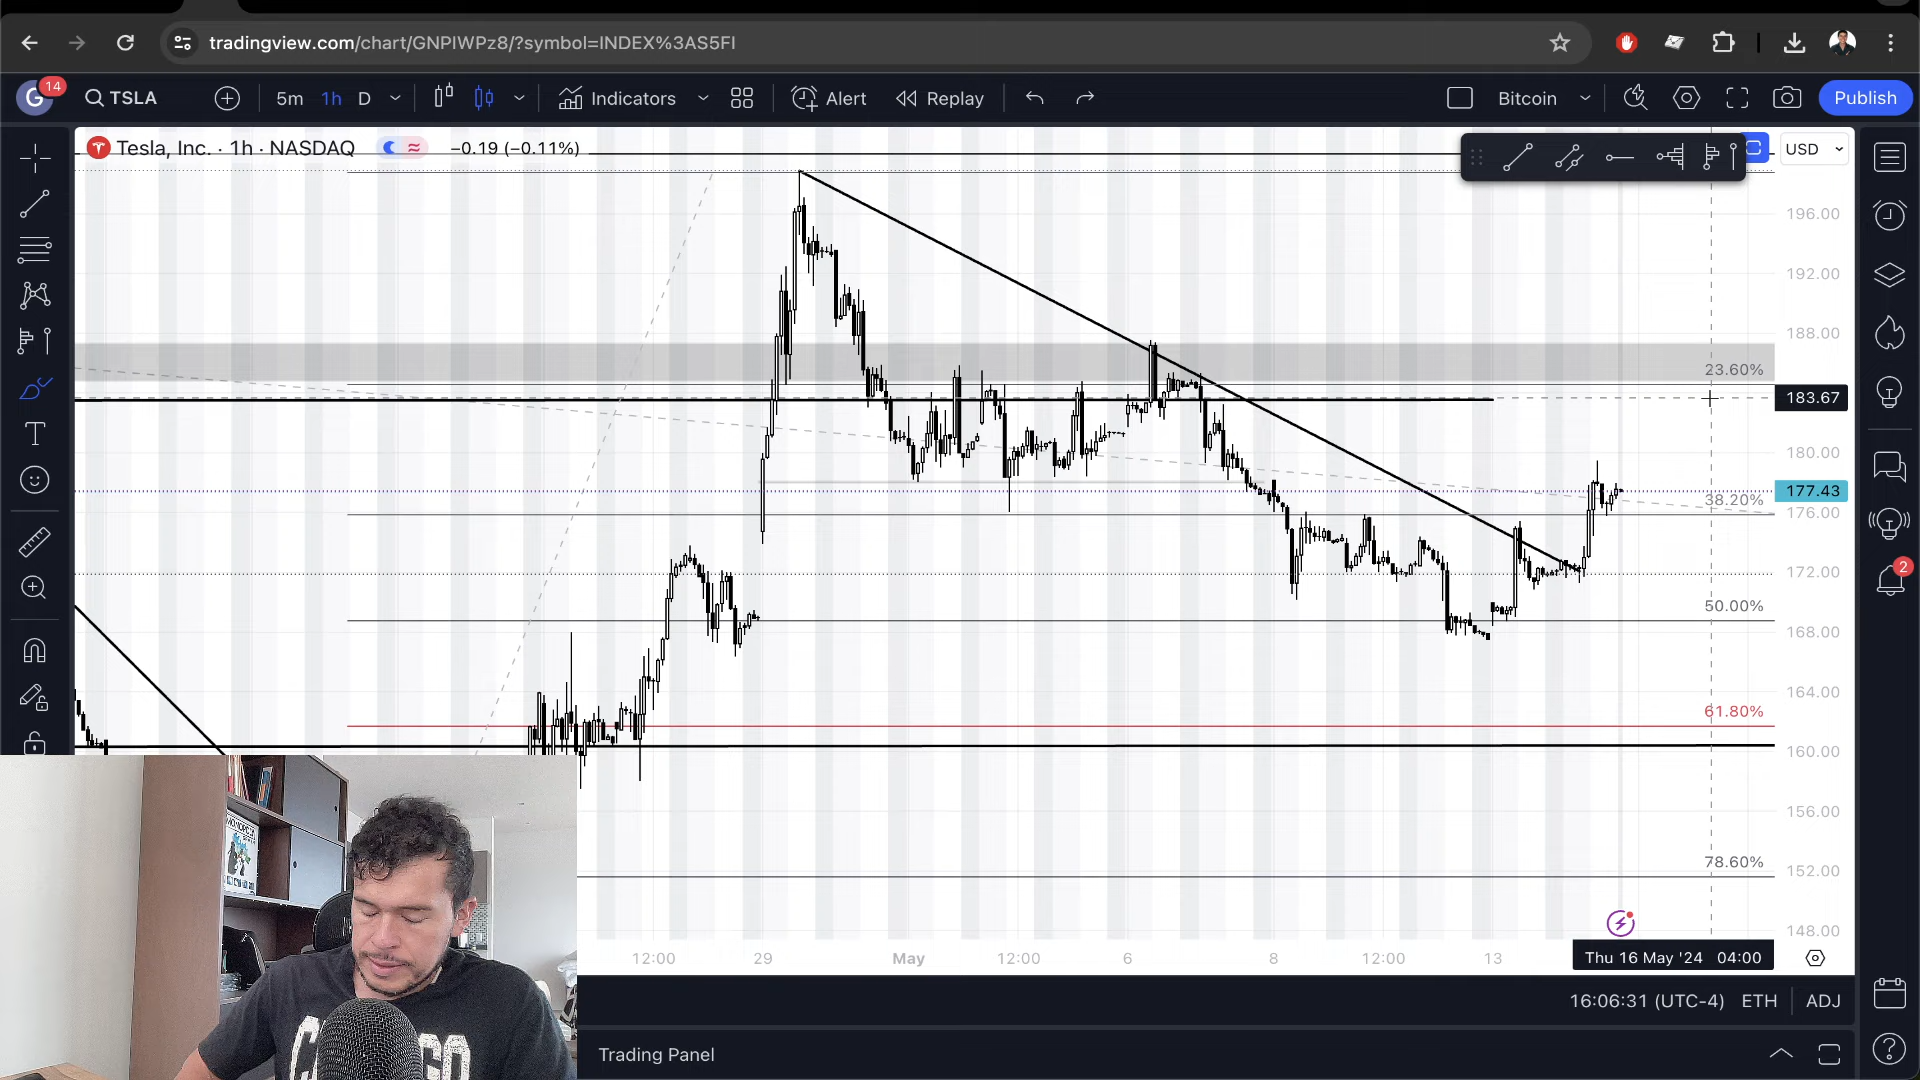 tradingview.com/chart/GNPIWPz8/?symbol=INDEX%3AS5FI
G 14 TSLA 5m 1h D Indicators Alert Replay Bitcoin Publish
Tesla, Inc. · 1h · NASDAQ −0.19 (−0.11%) USD
196.00
192.00
188.00
23.60%
183.67
180.00
177.43
38.20%
176.00
172.00
50.00%
168.00
164.00
61.80%
160.00
156.00
78.60%
152.00
148.00
12:00 29 May 12:00 6 8 12:00 13 Thu 16 May '24 04:00
16:06:31 (UTC-4) ETH ADJ
Trading Panel
T
2